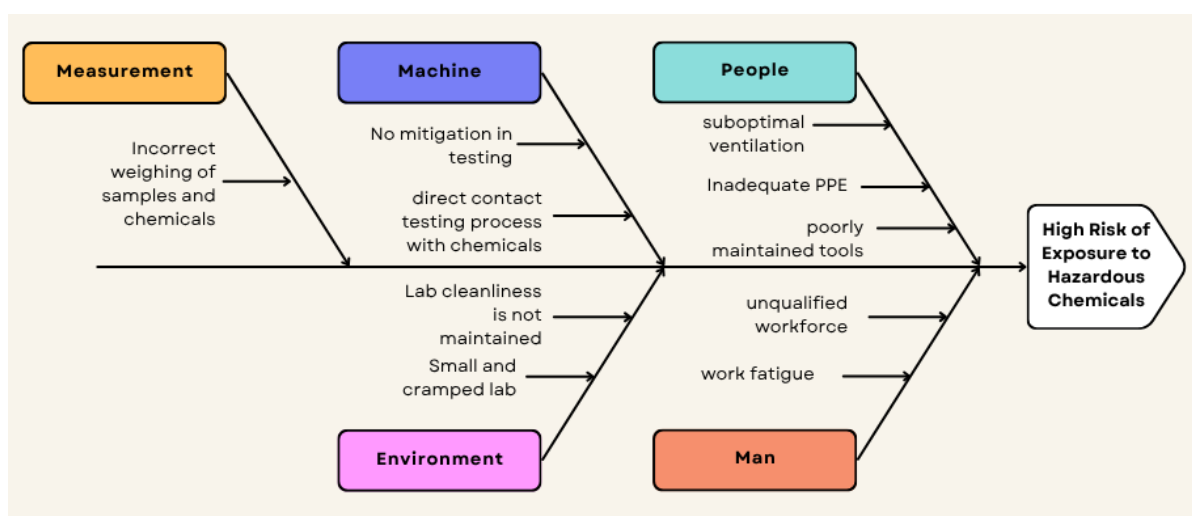 Measurement
Machine
People
Incorrect
weighing of
samples and
chemicals
No mitigation in
testing
direct contact
testing process
with chemicals
suboptimal
ventilation
Inadequate PPE
poorly
maintained tools
High Risk of
Exposure to
Hazardous
Chemicals
Lab cleanliness
is not
maintained
Small and
cramped lab
unqualified
workforce
work fatigue
Environment
Man